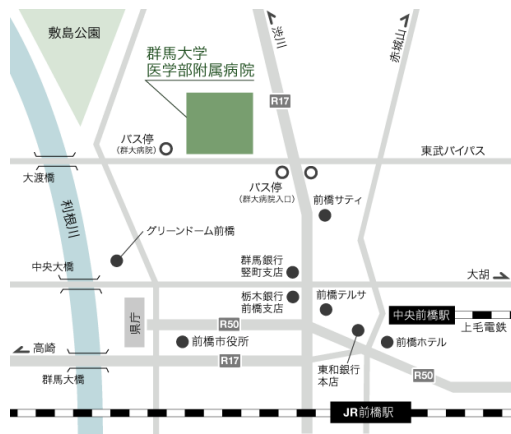 敷島公園
群馬大学
医学部附属病院
渋川
赤城山
R17
バス停
(群大病院)
東武バイパス
大渡橋
バス停
(群大病院入口)
前橋サティ
利根川
グリーンドーム前橋
中央大橋
群馬銀行
竪町支店
大胡
栃木銀行
前橋支店
前橋テルサ
中央前橋駅
上毛電鉄
県庁
R50
高崎
前橋市役所
R17
東和銀行
本店
前橋ホテル
群馬大橋
R50
JR前橋駅